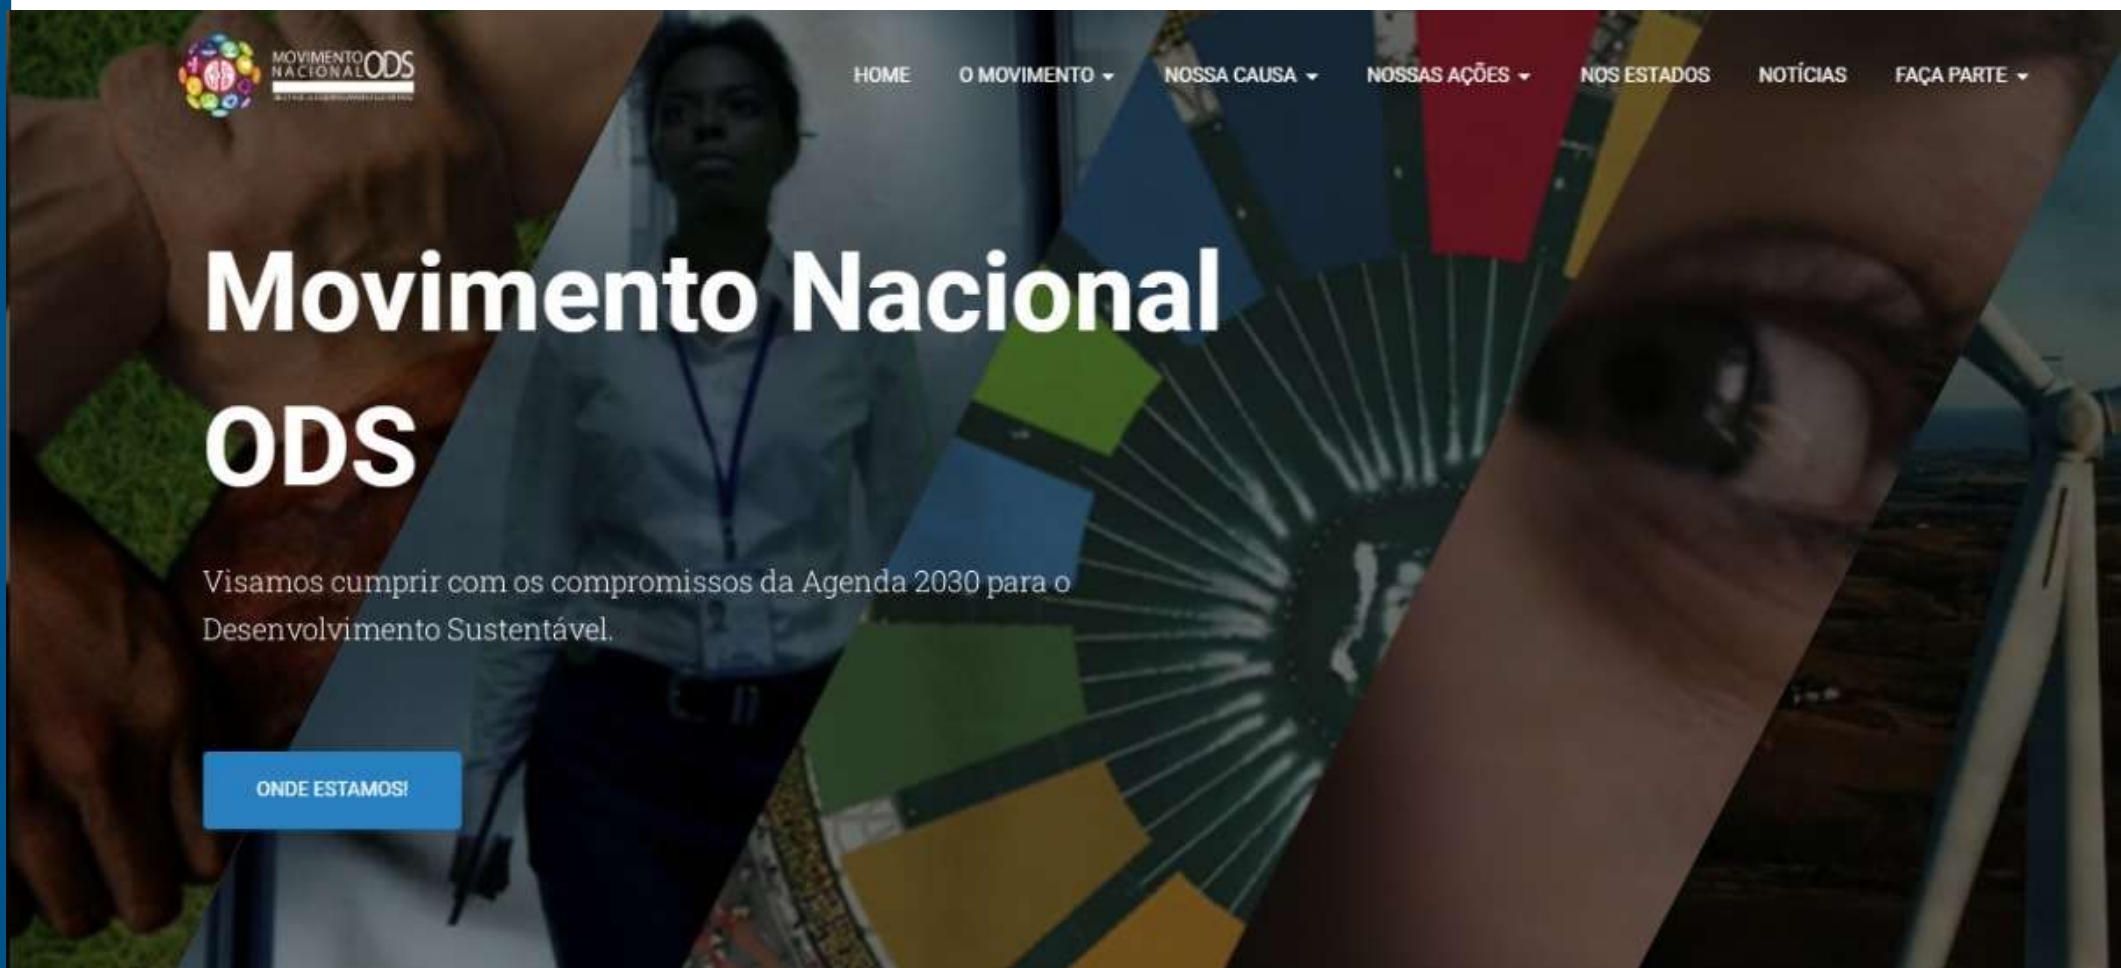 MOVIMENTO
NACIONAL ODS
HOME O MOVIMENTO NOSSA CAUSA NOSSAS AÇÕES NOS ESTADOS NOTÍCIAS FAÇA PARTE
Movimento Nacional
ODS
Visamos cumprir com os compromissos da Agenda 2030 para o
Desenvolvimento Sustentável.
ONDE ESTAMOS!